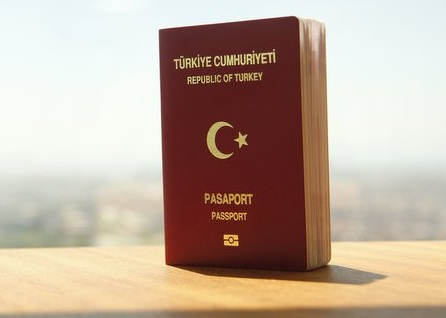 TÜRKİYE CUMHURİYETİ
REPUBLIC OF TURKEY
PASAPORT
PASSPORT